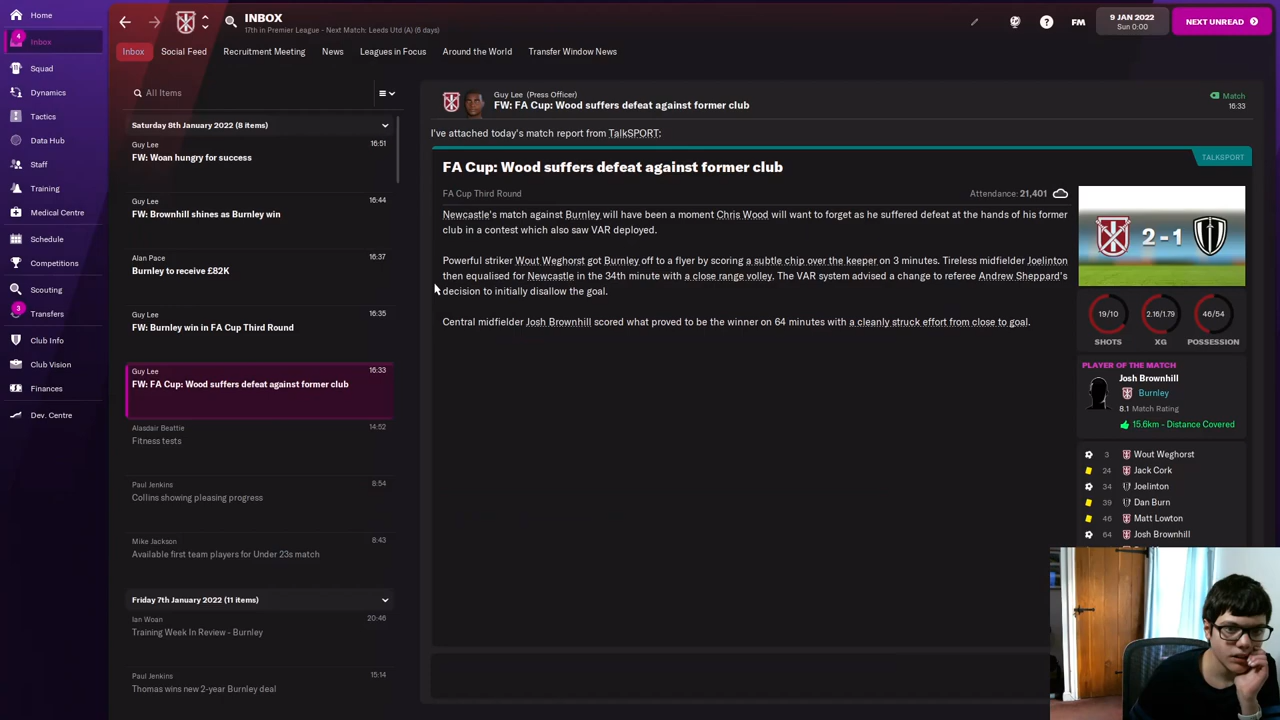 Home
4
Inbox
Squad
Dynamics
Tactics
Data Hub
Staff
Training
Medical Centre
Schedule
Competitions
Scouting
3
Transfers
Club Info
Club Vision
Finances
Dev. Centre
INBOX
17th in Premier League - Next Match: Leeds Utd (A) (6 days)
FM
9 JAN 2022
Sun 0:00
NEXT UNREAD
Inbox
Social Feed
Recruitment Meeting
News
Leagues in Focus
Around the World
Transfer Window News
All Items
Saturday 8th January 2022 (8 items)
Guy Lee 16:51
FW: Woan hungry for success
Guy Lee 16:44
FW: Brownhill shines as Burnley win
Alan Pace 16:37
Burnley to receive £82K
Guy Lee 16:35
FW: Burnley win in FA Cup Third Round
Guy Lee 16:33
FW: FA Cup: Wood suffers defeat against former club
Alasdair Beattie 14:52
Fitness tests
Paul Jenkins 8:54
Collins showing pleasing progress
Mike Jackson 8:43
Available first team players for Under 23s match
Friday 7th January 2022 (11 items)
Ian Woan 20:46
Training Week In Review - Burnley
Paul Jenkins 15:14
Thomas wins new 2-year Burnley deal
Guy Lee (Press Officer)
FW: FA Cup: Wood suffers defeat against former club
Match
16:33
I've attached today's match report from TalkSPORT:
FA Cup: Wood suffers defeat against former club
TALKSPORT
FA Cup Third Round
Attendance: 21,401
Newcastle's match against Burnley will have been a moment Chris Wood will want to forget as he suffered defeat at the hands of his former
club in a contest which also saw VAR deployed.
Powerful striker Wout Weghorst got Burnley off to a flyer by scoring a subtle chip over the keeper on 3 minutes. Tireless midfielder Joelinton
then equalised for Newcastle in the 34th minute with a close range volley. The VAR system advised a change to referee Andrew Sheppard's
decision to initially disallow the goal.
Central midfielder Josh Brownhill scored what proved to be the winner on 64 minutes with a cleanly struck effort from close to goal.
2-1
19/10
2.16/1.79
46/54
SHOTS
XG
POSSESSION
PLAYER OF THE MATCH
Josh Brownhill
Burnley
8.1 Match Rating
15.6km - Distance Covered
3 Wout Weghorst
24 Jack Cork
34 Joelinton
39 Dan Burn
46 Matt Lowton
64 Josh Brownhill